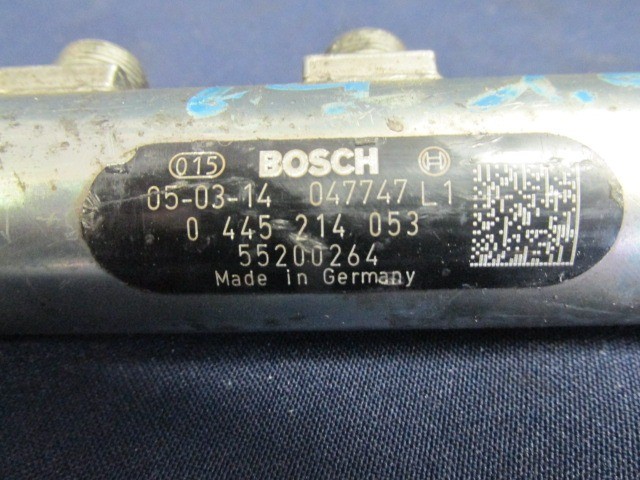 015 BOSCH
05-03-14 047747 L1
0 445 214 053
55200264
Made in Germany